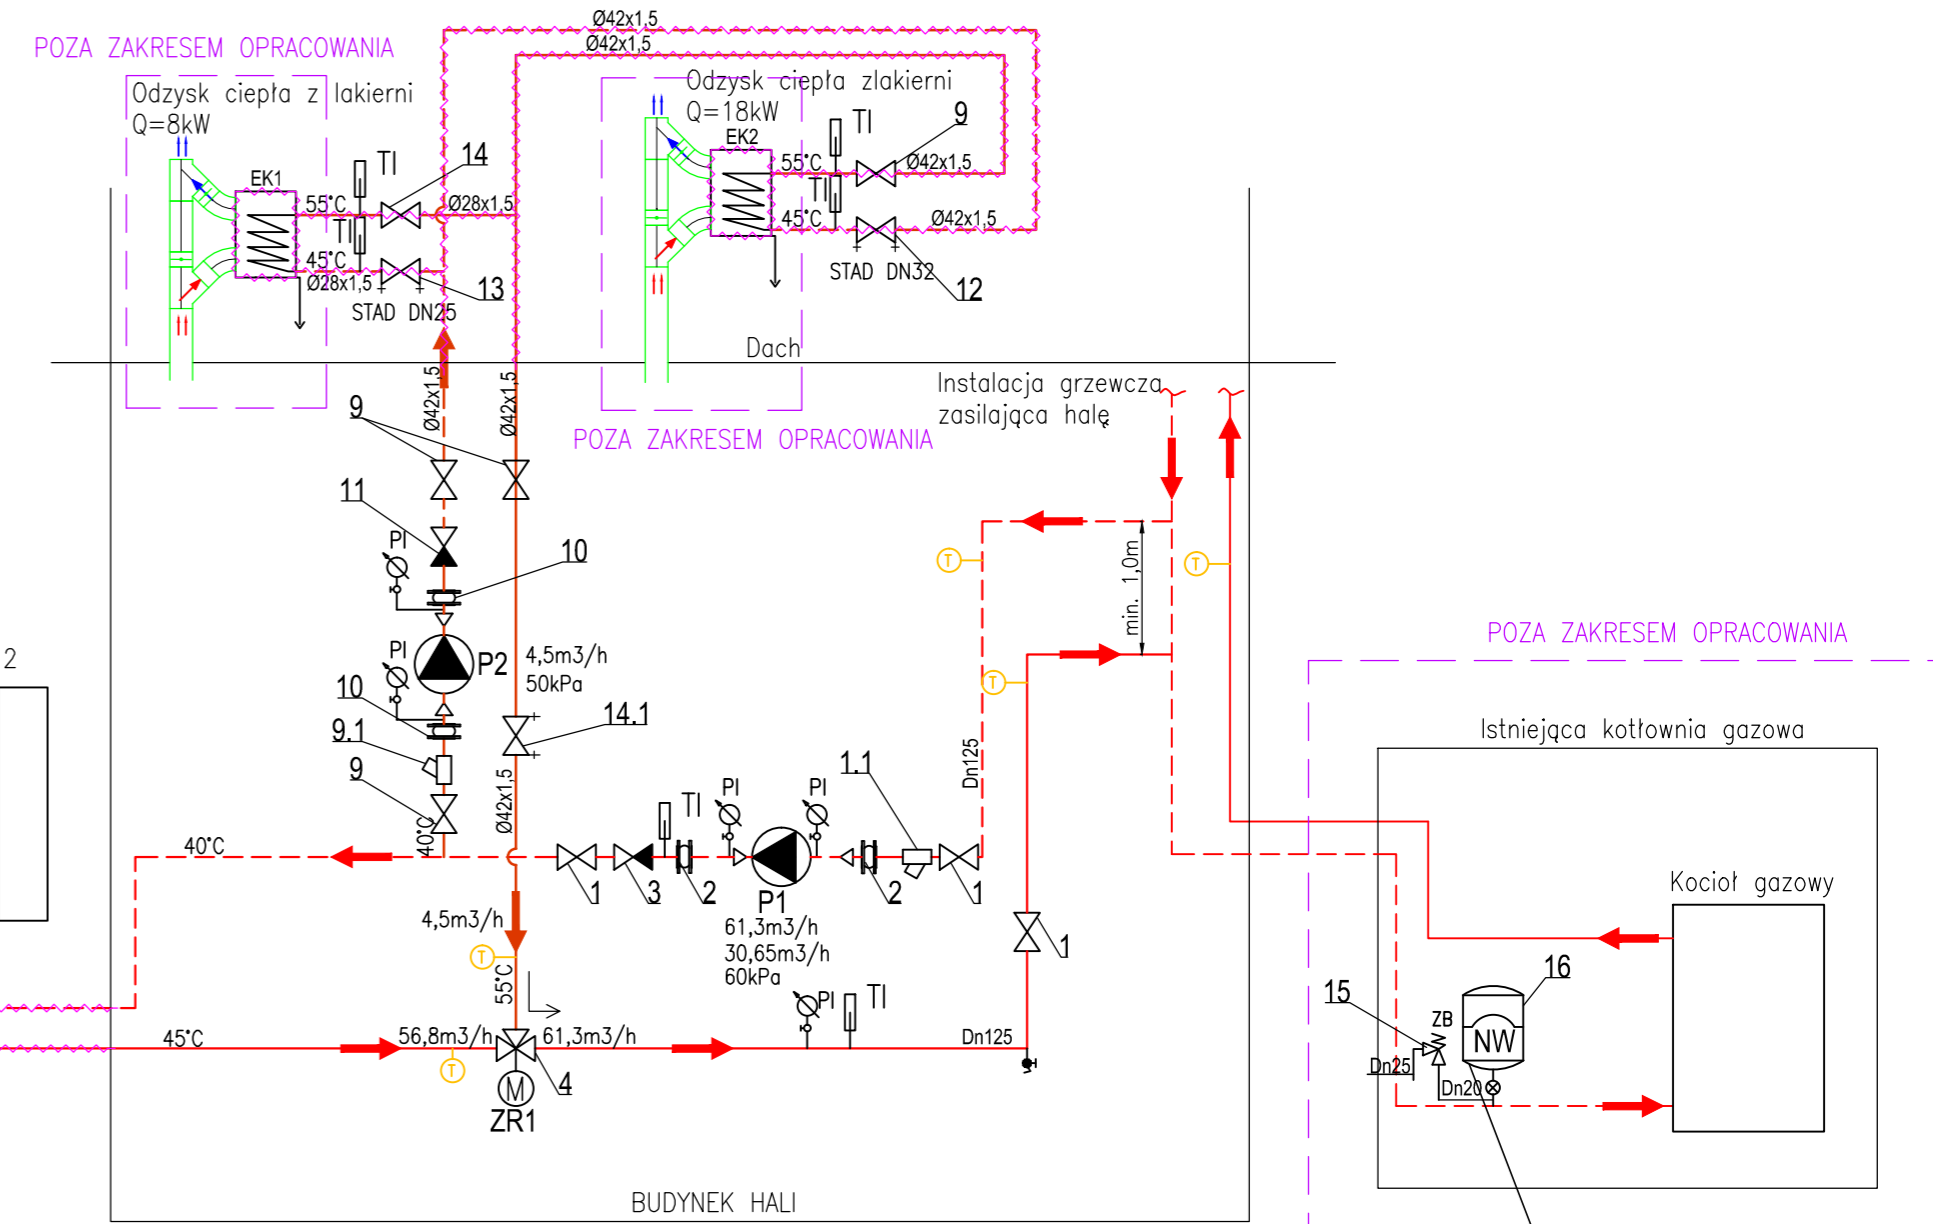 Ø42x1,5
Ø42x1,5
POZA ZAKRESEM OPRACOWANIA
Odzysk ciepła z lakierni
Q=8kW
Odzysk ciepła zlakierni
Q=18kW
EK1
55°C
TI
14
Ø28x1,5
TI
45°C
Ø28x1,5
13
STAD DN25
EK2
55°C
TI
9
Ø42x1,5
TI
45°C
Ø42x1,5
STAD DN32
12
Dach
Instalacja grzewcza
zasilająca halę
POZA ZAKRESEM OPRACOWANIA
Ø42x1,5
Ø42x1,5
9
11
PI
10
PI
P2
4,5m3/h
50kPa
10
9.1
9
14.1
Ø42x1,5
40°C
40°C
2
T
T
T
min. 1,0m
Dn125
1
3
TI
2
PI
P1
PI
61,3m3/h
30,65m3/h
60kPa
2
1.1
1
1
4,5m3/h
T
55°C
45°C
56,8m3/h
T
61,3m3/h
4
M
ZR1
PI
TI
Dn125
BUDYNEK HALI
POZA ZAKRESEM OPRACOWANIA
Istniejąca kotłownia gazowa
Kocioł gazowy
15
ZB
16
NW
Dn25
Dn20